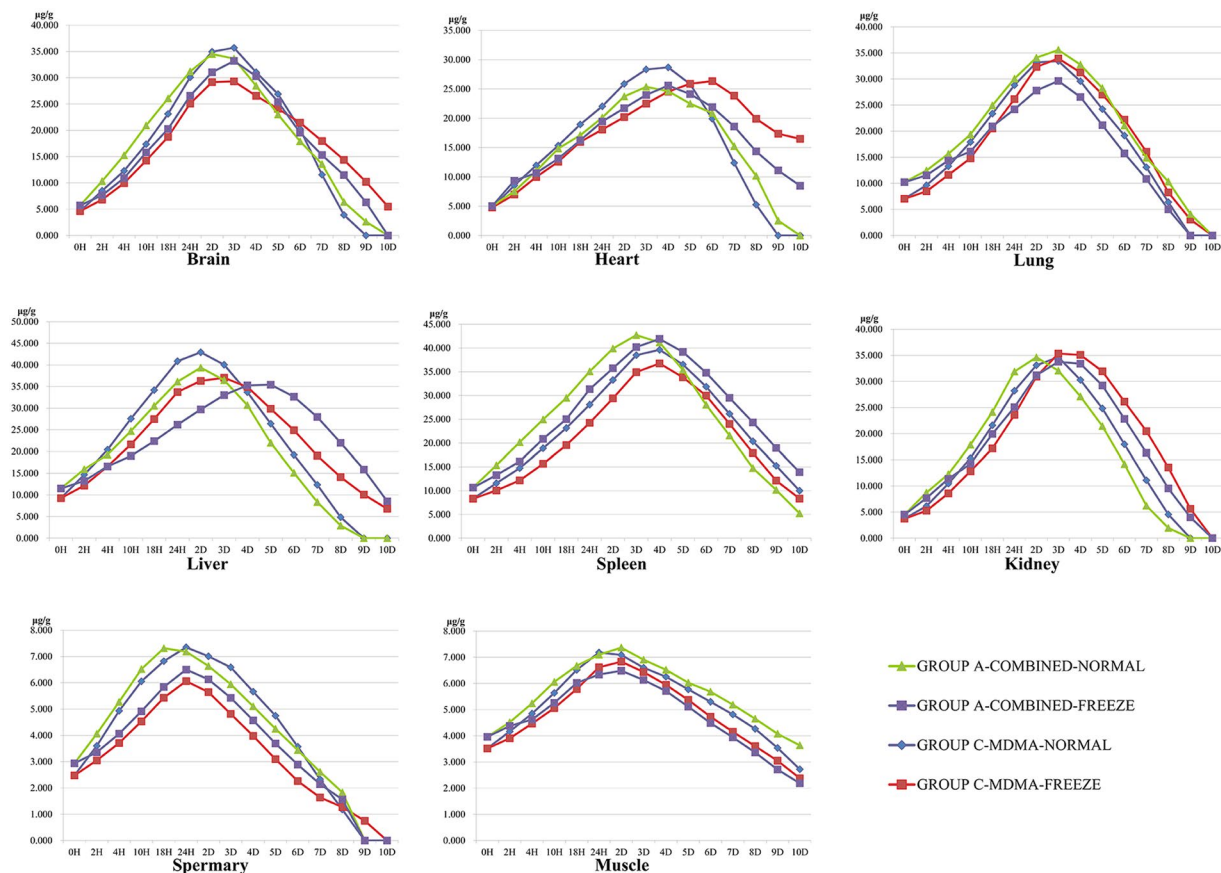 µg/g
40.000
35.000
30.000
25.000
20.000
15.000
10.000
5.000
0.000
0H 2H 4H 10H 18H 24H 2D 3D 4D 5D 6D 7D 8D 9D 10D
Brain
µg/g
35.000
30.000
25.000
20.000
15.000
10.000
5.000
0.000
0H 2H 4H 10H 18H 24H 2D 3D 4D 5D 6D 7D 8D 9D 10D
Heart
µg/g
40.000
35.000
30.000
25.000
20.000
15.000
10.000
5.000
0.000
0H 2H 4H 10H 18H 24H 2D 3D 4D 5D 6D 7D 8D 9D 10D
Lung
µg/g
50.000
45.000
40.000
35.000
30.000
25.000
20.000
15.000
10.000
5.000
0.000
0H 2H 4H 10H 18H 24H 2D 3D 4D 5D 6D 7D 8D 9D 10D
Liver
µg/g
45.000
40.000
35.000
30.000
25.000
20.000
15.000
10.000
5.000
0.000
0H 2H 4H 10H 18H 24H 2D 3D 4D 5D 6D 7D 8D 9D 10D
Spleen
µg/g
40.000
35.000
30.000
25.000
20.000
15.000
10.000
5.000
0.000
0H 2H 4H 10H 18H 24H 2D 3D 4D 5D 6D 7D 8D 9D 10D
Kidney
µg/g
8.000
7.000
6.000
5.000
4.000
3.000
2.000
1.000
0.000
0H 2H 4H 10H 18H 24H 2D 3D 4D 5D 6D 7D 8D 9D 10D
Spermary
µg/g
8.000
7.000
6.000
5.000
4.000
3.000
2.000
1.000
0.000
0H 2H 4H 10H 18H 24H 2D 3D 4D 5D 6D 7D 8D 9D 10D
Muscle
GROUP A-COMBINED-NORMAL
GROUP A-COMBINED-FREEZE
GROUP C-MDMA-NORMAL
GROUP C-MDMA-FREEZE